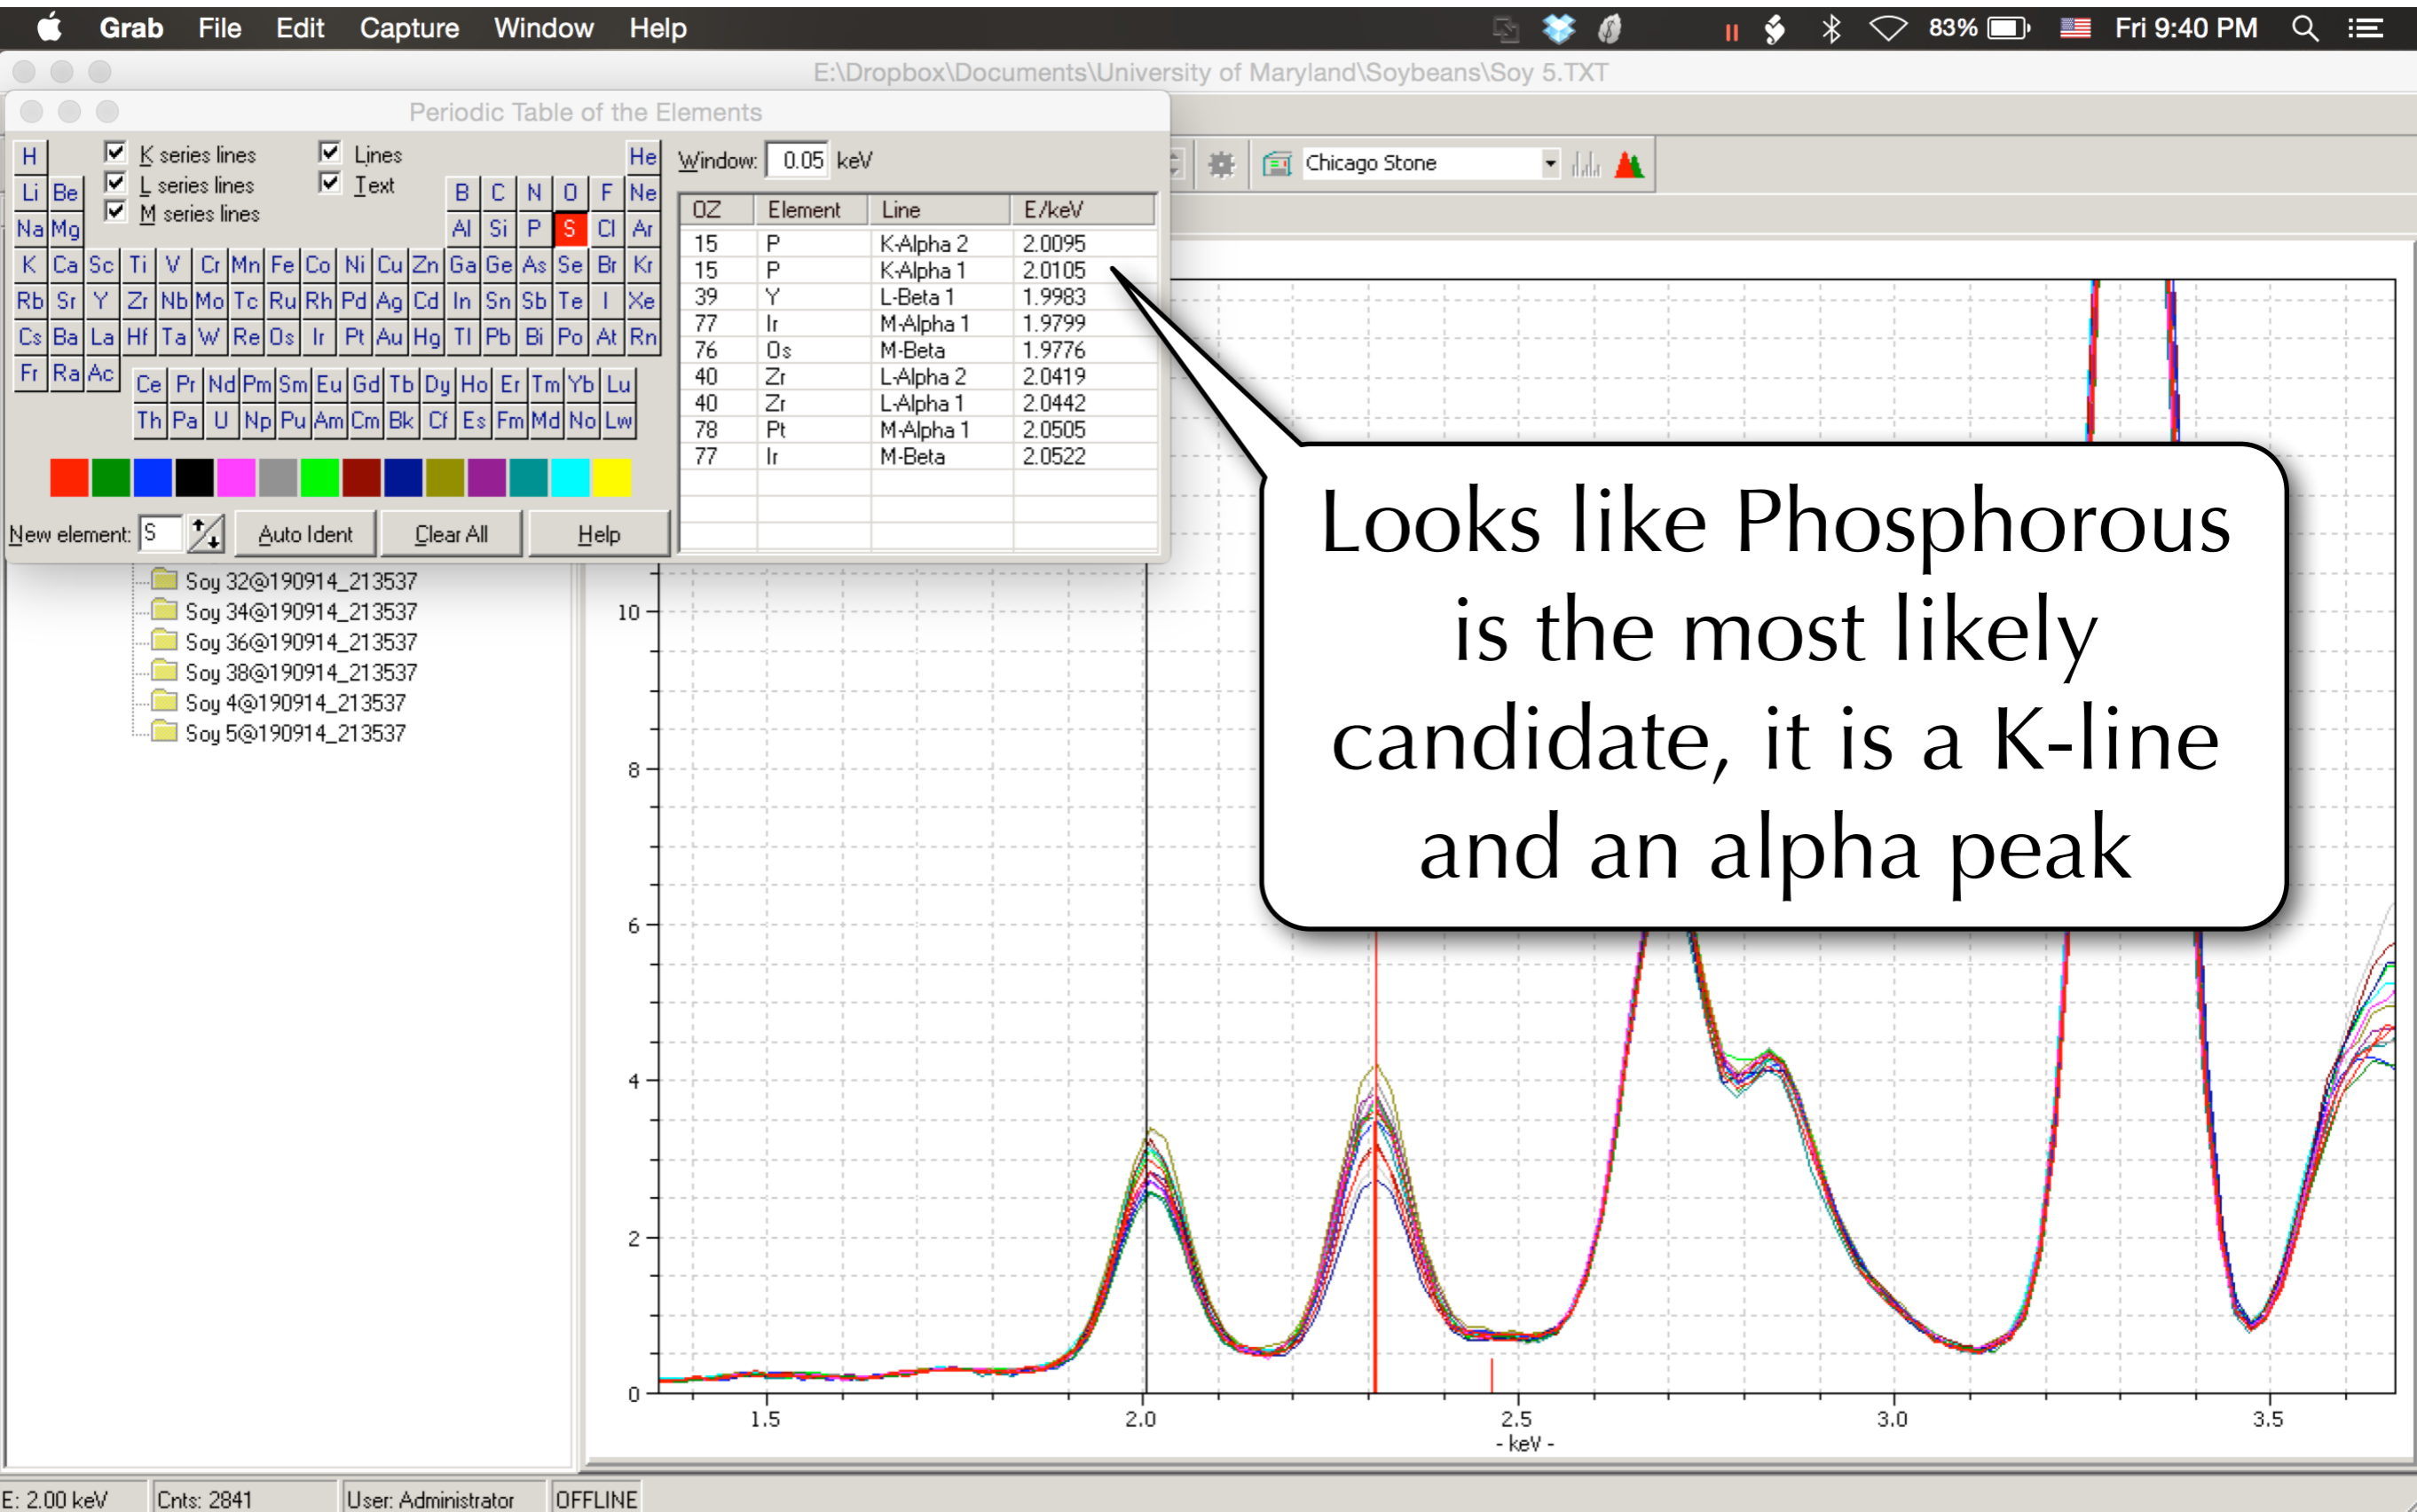 Grab File Edit Capture Window Help 83% Fri 9:40 PM
E:\Dropbox\Documents\University of Maryland\Soybeans\Soy 5.TXT
Periodic Table of the Elements
H K series lines Lines He
Li Be L series lines Text B C N O F Ne
M series lines
Na Mg Al Si P S Cl Ar
K Ca Sc Ti V Cr Mn Fe Co Ni Cu Zn Ga Ge As Se Br Kr
Rb Sr Y Zr Nb Mo Tc Ru Rh Pd Ag Cd In Sn Sb Te I Xe
Cs Ba La Hf Ta W Re Os Ir Pt Au Hg Tl Pb Bi Po At Rn
Fr Ra Ac
Ce Pr Nd Pm Sm Eu Gd Tb Dy Ho Er Tm Yb Lu
Th Pa U Np Pu Am Cm Bk Cf Es Fm Md No Lw
New element: S Auto Ident Clear All Help
Window: 0.05 keV
OZ Element Line E/keV
15 P K-Alpha 2 2.0095
15 P K-Alpha 1 2.0105
39 Y L-Beta 1 1.9983
77 Ir M-Alpha 1 1.9799
76 Os M-Beta 1.9776
40 Zr L-Alpha 2 2.0419
40 Zr L-Alpha 1 2.0442
78 Pt M-Alpha 1 2.0505
77 Ir M-Beta 2.0522
Chicago Stone
Looks like Phosphorous
is the most likely
candidate, it is a K-line
and an alpha peak
Soy 32@190914_213537
Soy 34@190914_213537
Soy 36@190914_213537
Soy 38@190914_213537
Soy 4@190914_213537
Soy 5@190914_213537
10
8
6
4
2
0
1.5 2.0 2.5 3.0 3.5
- keV -
E: 2.00 keV Cnts: 2841 User: Administrator OFFLINE